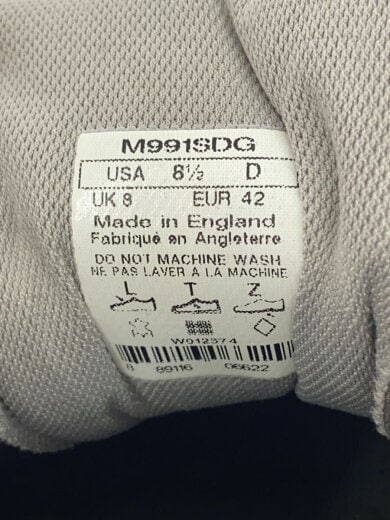 M991SDG
USA 8½ D
UK 8 EUR 42
Made in England
Fabriqué en Angleterre
DO NOT MACHINE WASH
NE PAS LAVER A LA MACHINE
L T Z
W012374
8 89116 06622